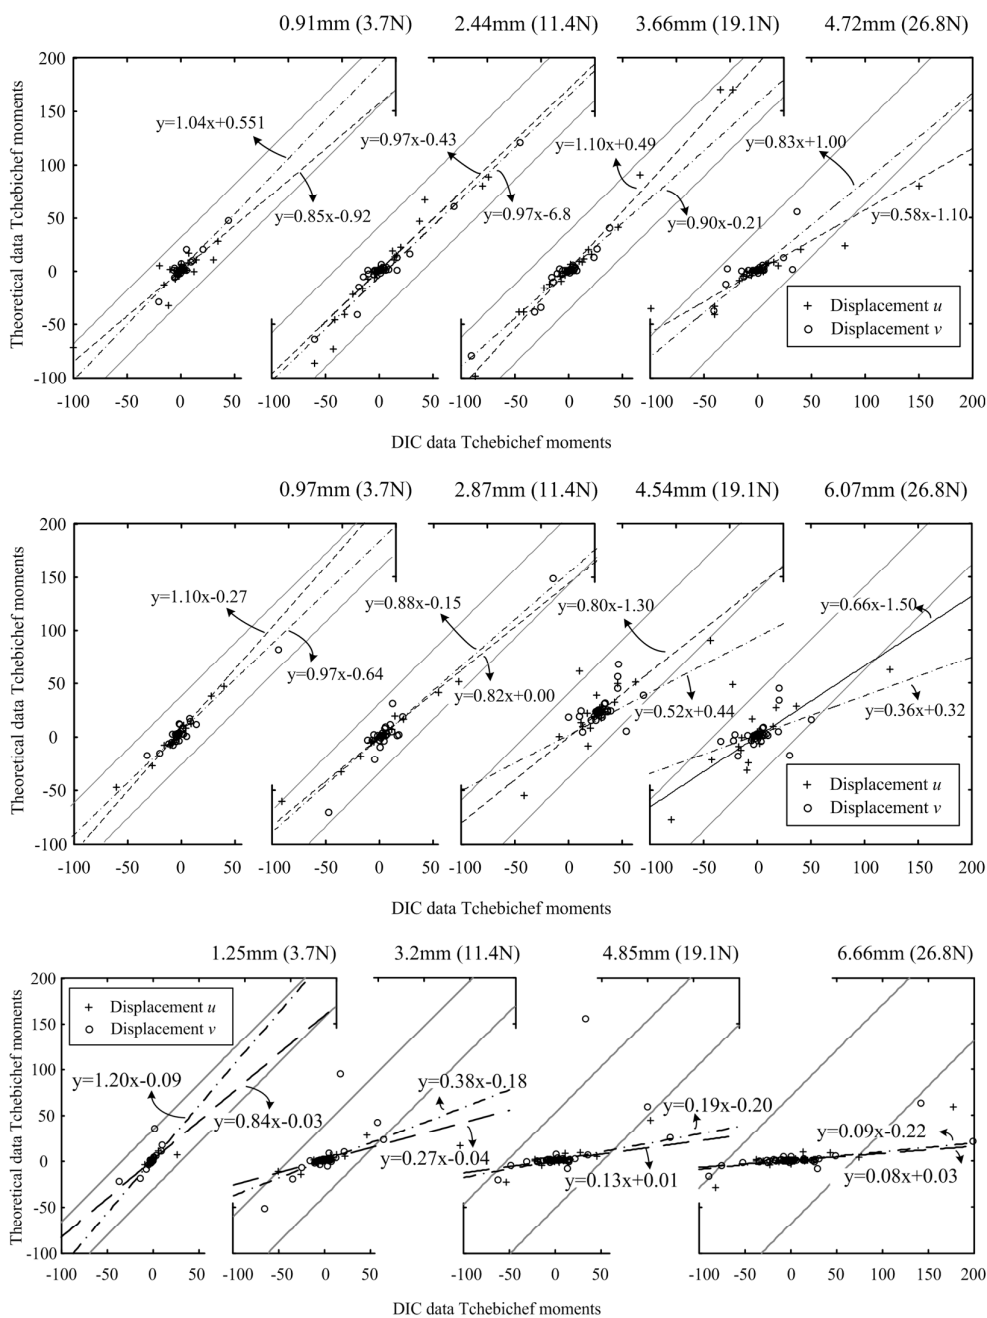 0.91mm (3.7N) 2.44mm (11.4N) 3.66mm (19.1N) 4.72mm (26.8N)
200
150
100
50
0
-50
-100
Theoretical data Tchebichef moments
y=1.04x+0.551
y=0.85x-0.92
y=0.97x-0.43
y=0.97x-6.8
y=1.10x+0.49
y=0.90x-0.21
y=0.83x+1.00
y=0.58x-1.10
Displacement u
Displacement v
-100 -50 0 -100 -50 0 50 -100 -50 0 50 -100 -50 0 50 100 150 200
DIC data Tchebichef moments
0.97mm (3.7N) 2.87mm (11.4N) 4.54mm (19.1N) 6.07mm (26.8N)
200
150
100
50
0
-50
-100
Theoretical data Tchebichef moments
y=1.10x-0.27
y=0.97x-0.64
y=0.88x-0.15
y=0.82x+0.00
y=0.80x-1.30
y=0.52x+0.44
y=0.66x-1.50
y=0.36x+0.32
Displacement u
Displacement v
-100 -50 0 50 -100 -50 0 50 -100 -50 0 50 -100 -50 0 50 100 150 200
DIC data Tchebichef moments
1.25mm (3.7N) 3.2mm (11.4N) 4.85mm (19.1N) 6.66mm (26.8N)
200
150
100
50
0
-50
-100
Theoretical data Tchebichef moments
Displacement u
Displacement v
y=1.20x-0.09
y=0.84x-0.03
y=0.38x-0.18
y=0.27x-0.04
y=0.19x-0.20
y=0.13x+0.01
y=0.09x-0.22
y=0.08x+0.03
-100 -50 0 50 -100 -50 0 50 -100 -50 0 50 -100 -50 0 50 100 150 200
DIC data Tchebichef moments